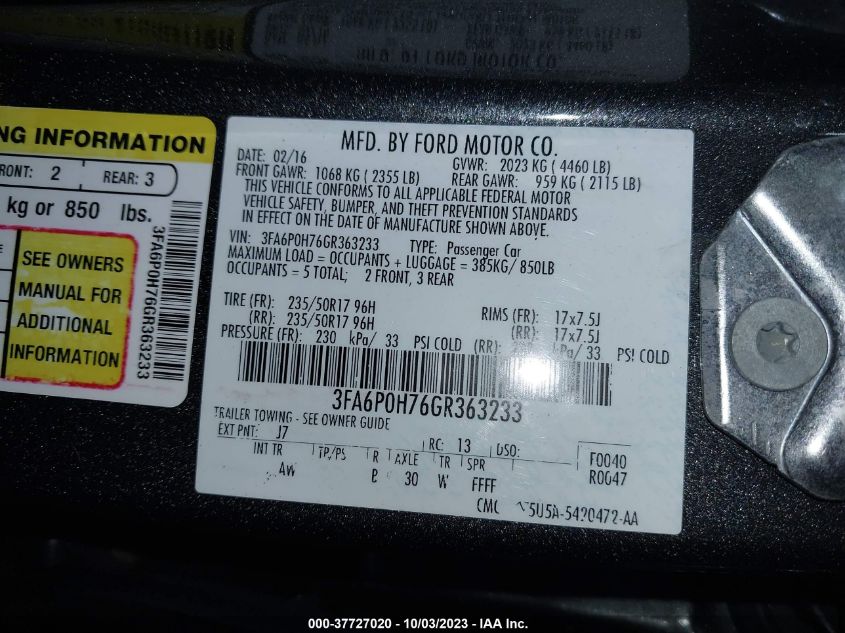 NG INFORMATION
RONT: 2 REAR: 3
kg or 850 lbs.
SEE OWNERS
MANUAL FOR
ADDITIONAL
INFORMATION
3FA6P0H76GR363233
MFD. BY FORD MOTOR CO.
DATE: 02/16 GVWR: 2023 KG ( 4460 LB)
FRONT GAWR: 1068 KG ( 2355 LB) REAR GAWR: 959 KG ( 2115 LB)
THIS VEHICLE CONFORMS TO ALL APPLICABLE FEDERAL MOTOR
VEHICLE SAFETY, BUMPER, AND THEFT PREVENTION STANDARDS
IN EFFECT ON THE DATE OF MANUFACTURE SHOWN ABOVE.
VIN: 3FA6P0H76GR363233 TYPE: Passenger Car
MAXIMUM LOAD = OCCUPANTS + LUGGAGE = 385KG/ 850LB
OCCUPANTS = 5 TOTAL; 2 FRONT, 3 REAR
TIRE (FR): 235/50R17 96H RIMS (FR): 17x7.5J
(RR): 235/50R17 96H (RR): 17x7.5J
PRESSURE (FR): 230 kPa/ 33 PSI COLD (RR): kPa/ 33 PSI COLD
3FA6P0H76GR363233
TRAILER TOWING - SEE OWNER GUIDE
EXT PNT: J7 RC: 13 DSO: F0040
INT TR TP/PS R AXLE TR SPR R0647
AW 30 W FFFF
CMC 5U5A-5420472-AA
000-37727020 - 10/03/2023 - IAA Inc.